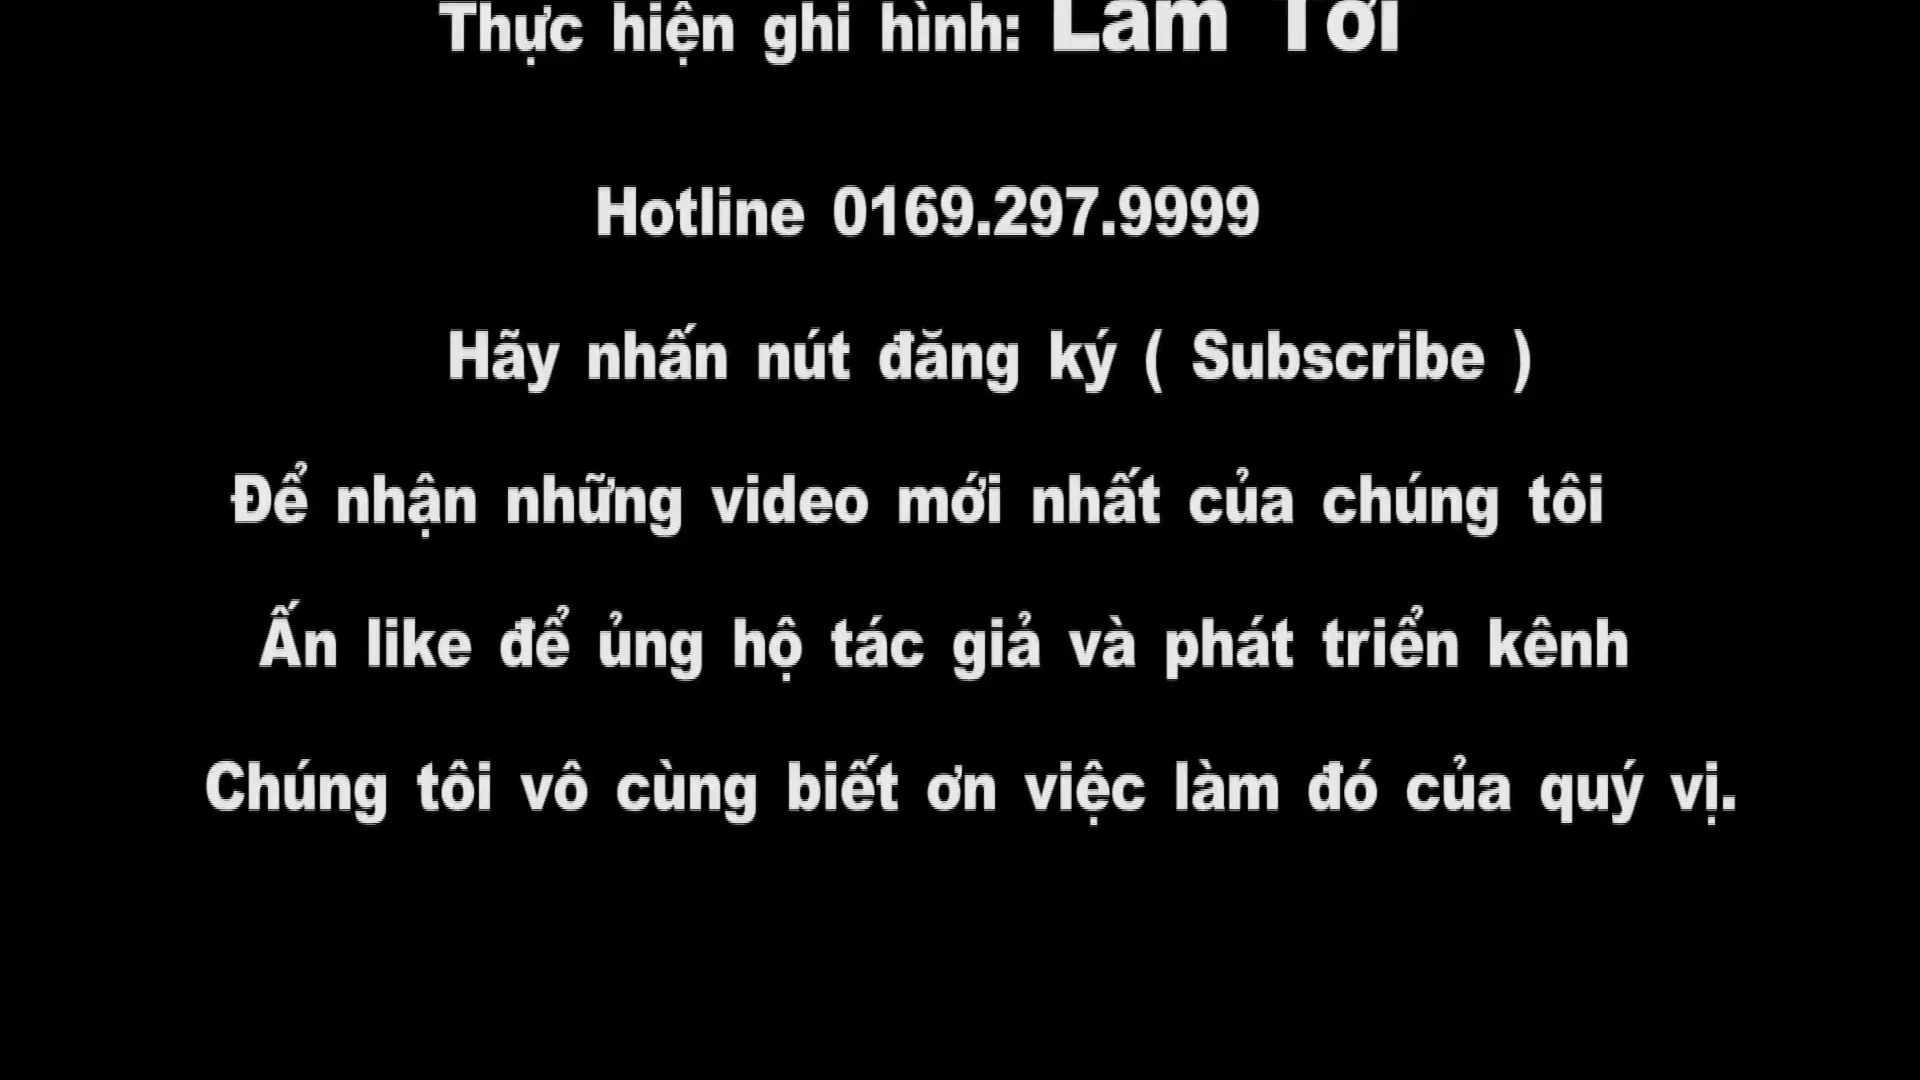 Thực hiện ghi hình:
Hotline 0169.297.9999
Hãy nhấn nút đăng ký ( Subscribe )
Để nhận những video mới nhất của chúng tôi
Ấn like để ủng hộ tác giả và phát triển kênh
Chúng tôi vô cùng biết ơn việc làm đó của quý vị.